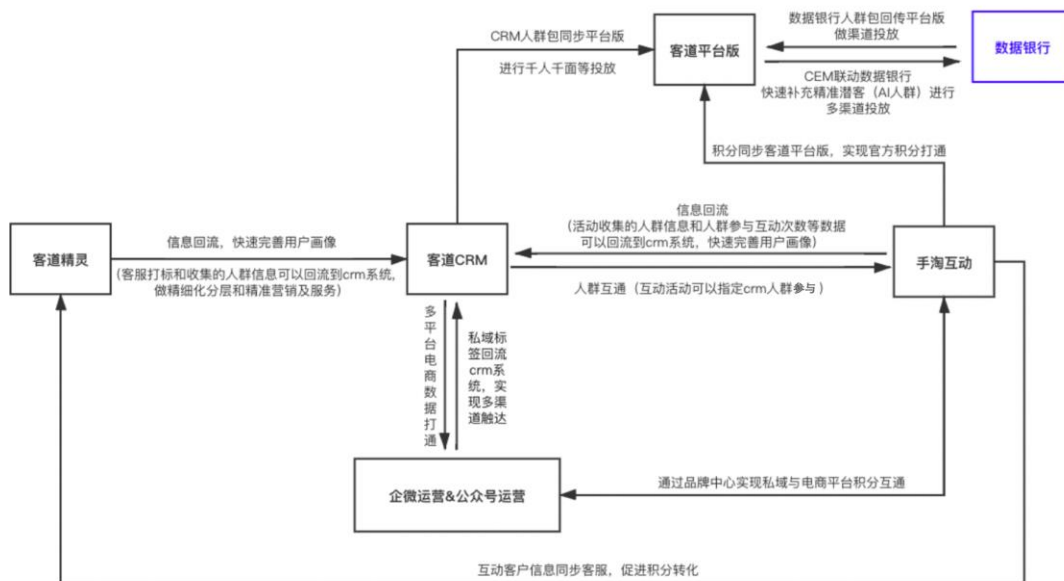 CRM人群包同步平台版
进行千人千面等投放
客道平台版
数据银行人群包回传平台版
做渠道投放
CEM联动数据银行
快速补充精准潜客（AI人群）进行
多渠道投放
数据银行
积分同步客道平台版，实现官方积分打通
客道精灵
信息回流，快速完善用户画像
(客服打标和收集的人群信息可以回流到crm系统,
做精细化分层和精准营销及服务)
客道CRM
信息回流
（活动收集的人群信息和人群参与互动次数等数据
可以回流到crm系统，快速完善用户画像）
人群互通（互动活动可以指定crm人群参与 ）
手淘互动
多
平
台
电
商
数
据
打
通
私域标
签回流
crm系
统，实
现多渠
道触达
企微运营&公众号运营
通过品牌中心实现私域与电商平台积分互通
互动客户信息同步客服，促进积分转化